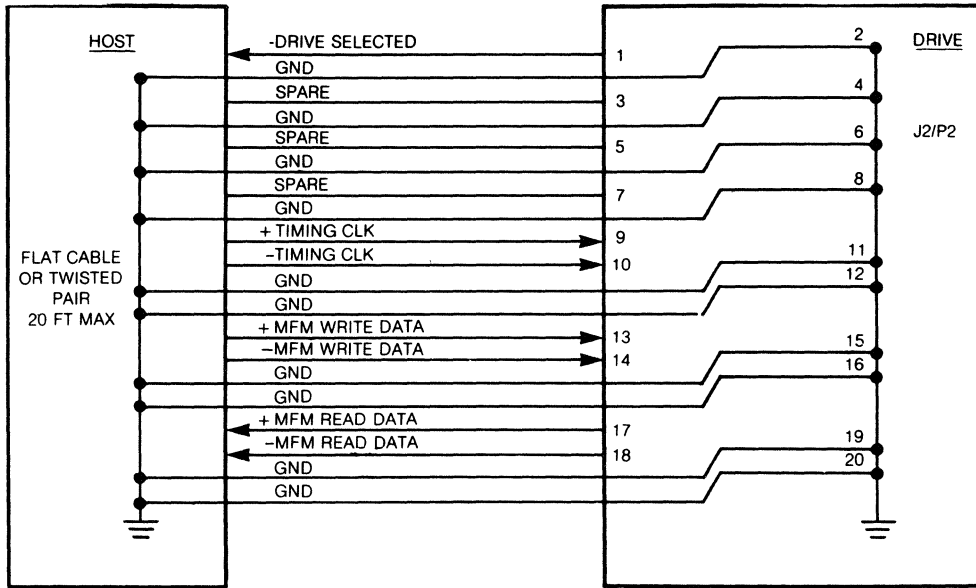 HOST
-DRIVE SELECTED
1
2
DRIVE
GND
SPARE
3
4
GND
J2/P2
SPARE
5
6
GND
SPARE
7
8
GND
+ TIMING CLK
9
-TIMING CLK
10
FLAT CABLE
OR TWISTED
PAIR
20 FT MAX
GND
11
GND
12
+ MFM WRITE DATA
13
-MFM WRITE DATA
14
GND
15
GND
16
+ MFM READ DATA
17
-MFM READ DATA
18
GND
19
GND
20